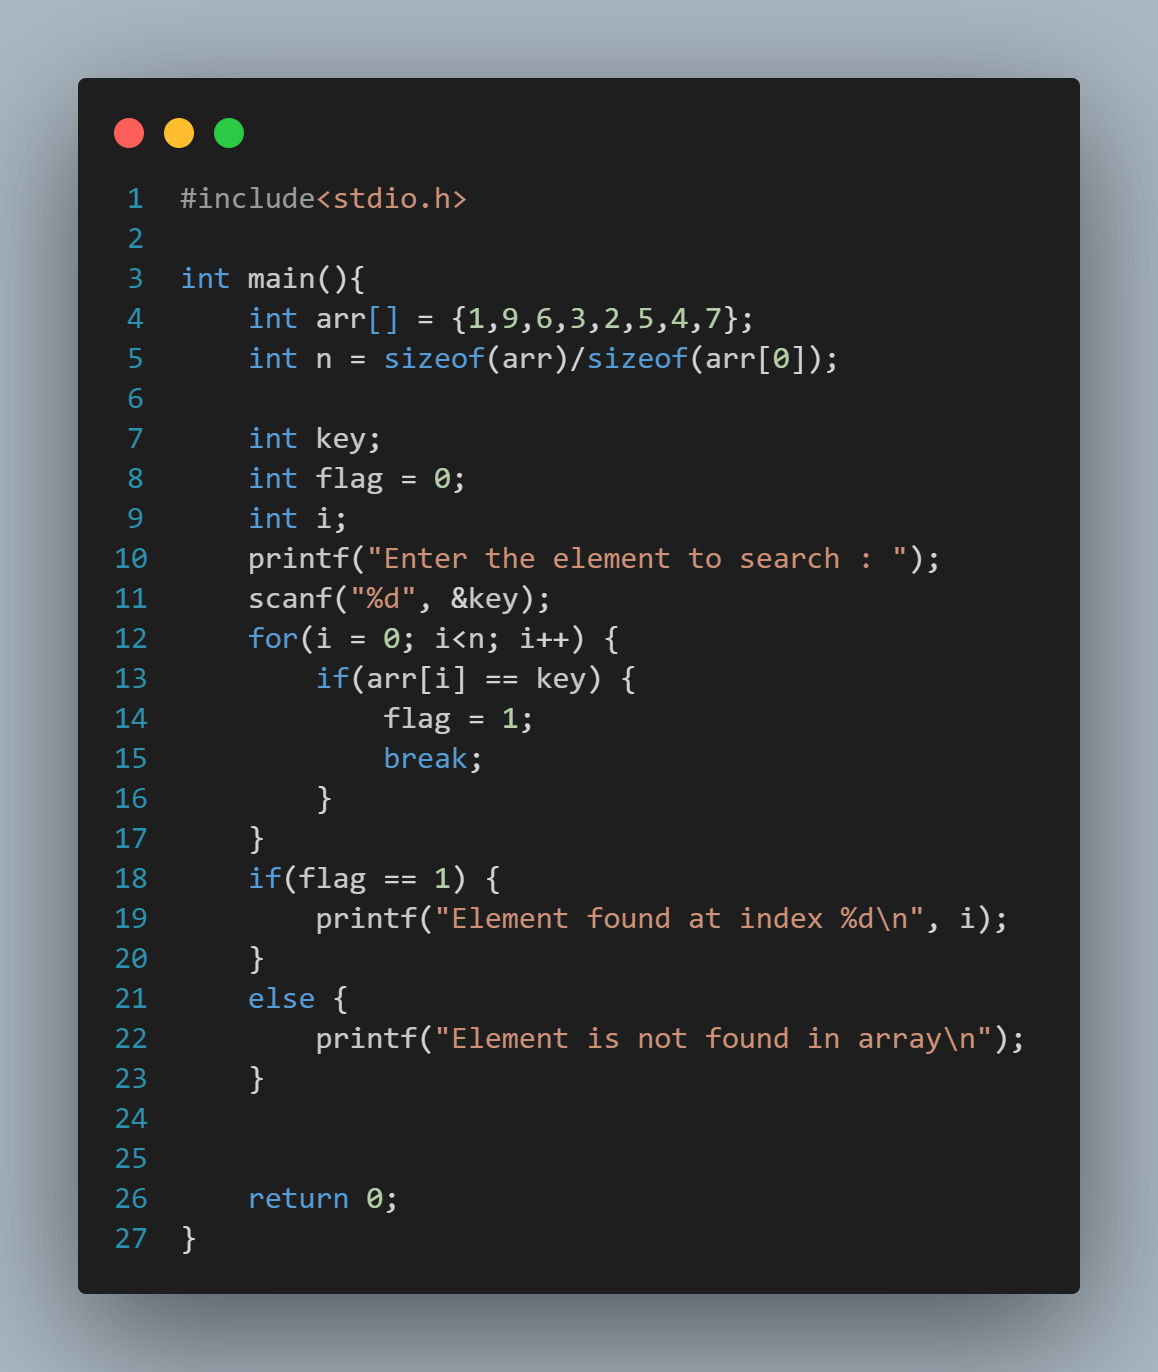 1 #include<stdio.h>
2
3 int main(){
4     int arr[] = {1,9,6,3,2,5,4,7};
5     int n = sizeof(arr)/sizeof(arr[0]);
6
7     int key;
8     int flag = 0;
9     int i;
10     printf("Enter the element to search : ");
11     scanf("%d", &key);
12     for(i = 0; i<n; i++) {
13         if(arr[i] == key) {
14             flag = 1;
15             break;
16         }
17     }
18     if(flag == 1) {
19         printf("Element found at index %d\n", i);
20     }
21     else {
22         printf("Element is not found in array\n");
23     }
24
25
26     return 0;
27 }